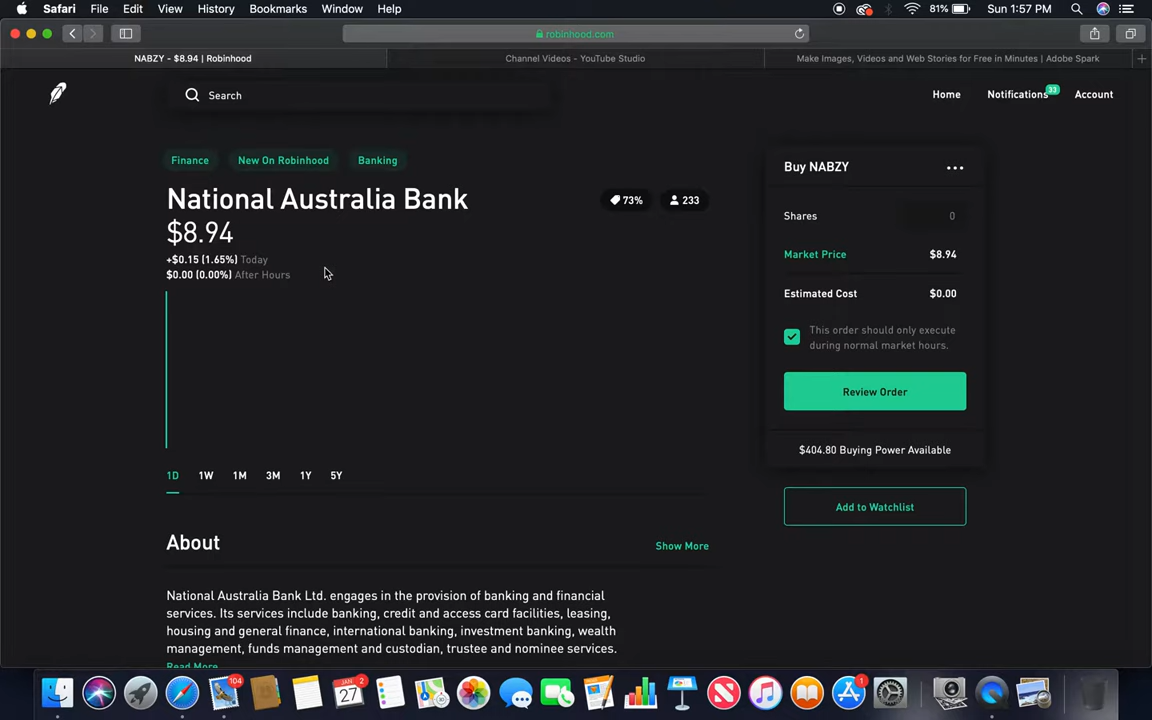 Safari File Edit View History Bookmarks Window Help 81% Sun 1:57 PM
robinhood.com
NABZY - $8.94 | Robinhood Channel Videos - YouTube Studio Make Images, Videos and Web Stories for Free in Minutes | Adobe Spark
Search Home Notifications 33 Account
Finance New On Robinhood Banking
National Australia Bank 73% 233
$8.94
+$0.15 (1.65%) Today
$0.00 (0.00%) After Hours
1D 1W 1M 3M 1Y 5Y
About Show More
National Australia Bank Ltd. engages in the provision of banking and financial
services. Its services include banking, credit and access card facilities, leasing,
housing and general finance, international banking, investment banking, wealth
management, funds management and custodian, trustee and nominee services.
Read More
Buy NABZY
Shares 0
Market Price $8.94
Estimated Cost $0.00
This order should only execute
during normal market hours.
Review Order
$404.80 Buying Power Available
Add to Watchlist
104 JAN 27 2 1